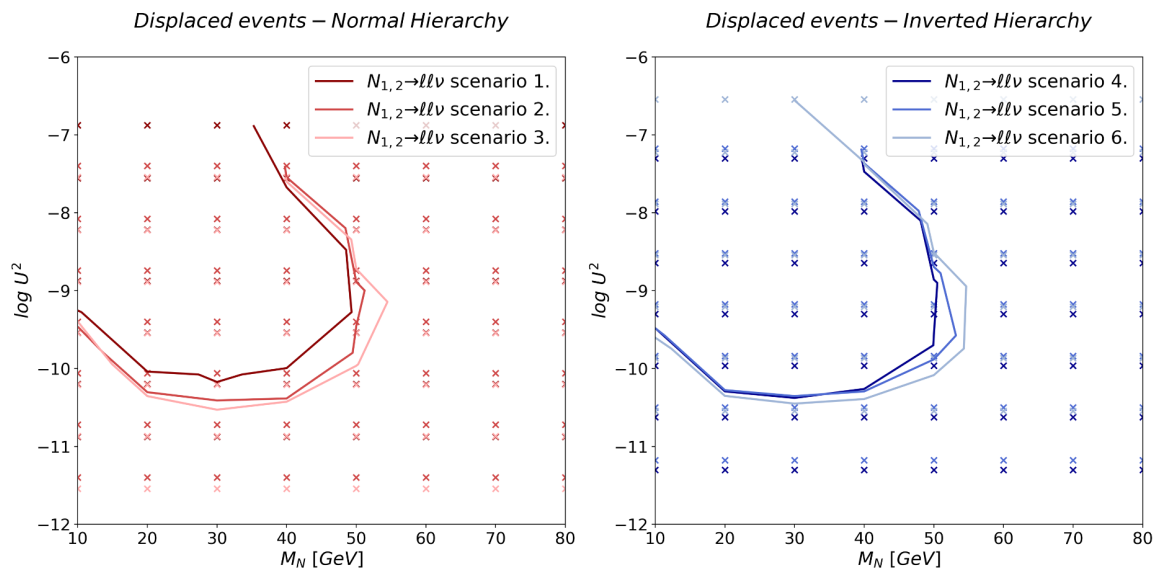 Displaced events − Normal Hierarchy
N1,2→ℓℓν scenario 1.
N1,2→ℓℓν scenario 2.
N1,2→ℓℓν scenario 3.
−6
−7
−8
−9
−10
−11
−12
log U²
10 20 30 40 50 60 70 80
M_N [GeV]
Displaced events − Inverted Hierarchy
N1,2→ℓℓν scenario 4.
N1,2→ℓℓν scenario 5.
N1,2→ℓℓν scenario 6.
−6
−7
−8
−9
−10
−11
−12
log U²
10 20 30 40 50 60 70 80
M_N [GeV]